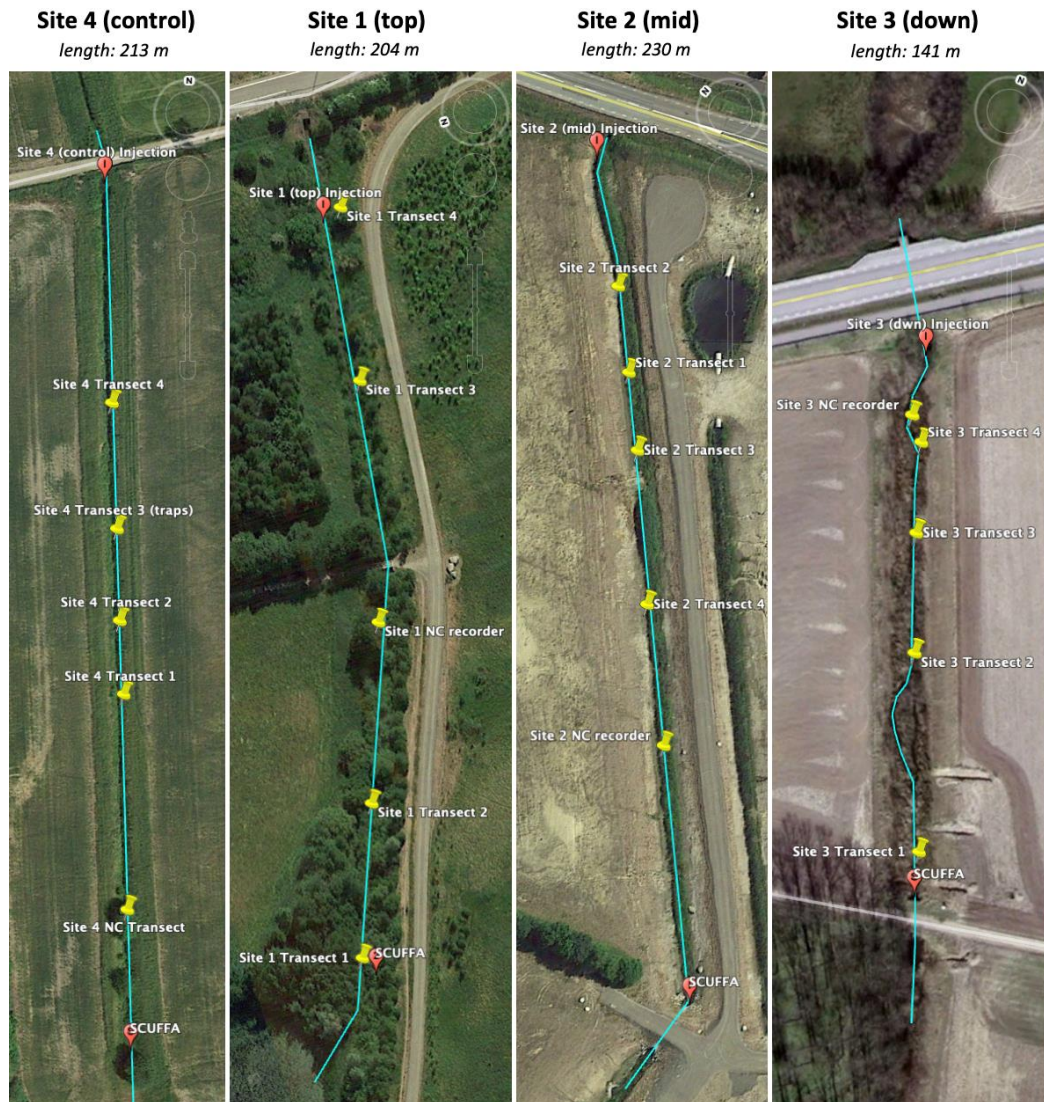 Site 4 (control)
length: 213 m
N
Site 4 (control) Injection
Site 4 Transect 4
Site 4 Transect 3 (traps)
Site 4 Transect 2
Site 4 Transect 1
Site 4 NC Transect
SCUFFA
Site 1 (top)
length: 204 m
N
Site 1 (top) Injection
Site 1 Transect 4
Site 1 Transect 3
Site 1 NC recorder
Site 1 Transect 2
Site 1 Transect 1
SCUFFA
Site 2 (mid)
length: 230 m
N
Site 2 (mid) Injection
Site 2 Transect 2
Site 2 Transect 1
Site 2 Transect 3
Site 2 Transect 4
Site 2 NC recorder
SCUFFA
Site 3 (down)
length: 141 m
N
Site 3 (dwn) Injection
Site 3 NC recorder
Site 3 Transect 4
Site 3 Transect 3
Site 3 Transect 2
Site 3 Transect 1
SCUFFA